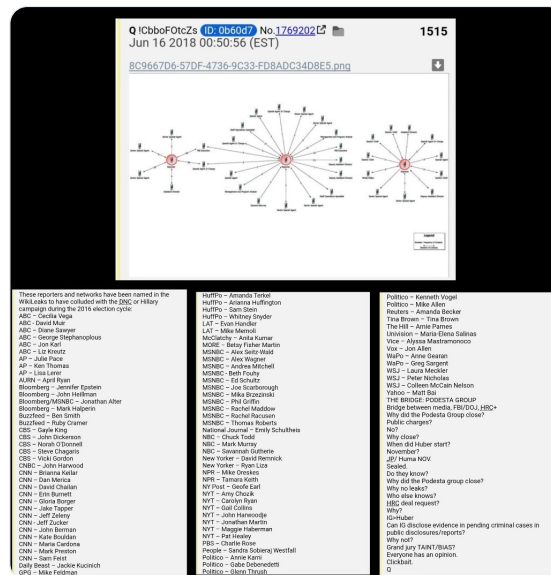 Q !CbboFOtcZs ID: 0b60d7 No.1769202 1515
Jun 16 2018 00:50:56 (EST)
8C9667D6-57DF-4736-9C33-FD8ADC34D8E5.png
Legend
These reporters and networks have been named in the
WikiLeaks to have colluded with the DNC or Hillary
campaign during the 2016 election cycle:
ABC – Cecilia Vega
ABC - David Muir
ABC – Diane Sawyer
ABC – George Stephanoplous
ABC – Jon Karl
ABC – Liz Kreutz
AP – Julie Pace
AP – Ken Thomas
AP – Lisa Lerer
AURN – April Ryan
Bloomberg – Jennifer Epstein
Bloomberg – John Heillman
Bloomberg/MSNBC – Jonathan Alter
Bloomberg – Mark Halperin
Buzzfeed – Ben Smith
Buzzfeed – Ruby Cramer
CBS – Gayle King
CBS – John Dickerson
CBS – Norah O'Donnell
CBS – Steve Chagaris
CBS – Vicki Gordon
CNBC – John Harwood
CNN – Brianna Keilar
CNN – Dan Merica
CNN – David Chailan
CNN – Erin Burnett
CNN – Gloria Borger
CNN – Jake Tapper
CNN – Jeff Zeleny
CNN - Jeff Zucker
CNN – John Berman
CNN – Kate Bouldan
CNN – Maria Cardona
CNN – Mark Preston
CNN – Sam Feist
Daily Beast – Jackie Kucinich
GPG – Mike Feldman
HuffPo – Amanda Terkel
HuffPo – Arianna Huffington
HuffPo – Sam Stein
HuffPo – Whitney Snyder
LAT – Evan Handler
LAT – Mike Memoli
McClatchy – Anita Kumar
MORE – Betsy Fisher Martin
MSNBC – Alex Seitz-Wald
MSNBC – Alex Wagner
MSNBC – Andrea Mitchell
MSNBC - Beth Fouhy
MSNBC – Ed Schultz
MSNBC – Joe Scarborough
MSNBC – Mika Brzezinski
MSNBC – Phil Griffin
MSNBC – Rachel Maddow
MSNBC – Rachel Racusen
MSNBC – Thomas Roberts
National Journal – Emily Schultheis
NBC – Chuck Todd
NBC – Mark Murray
NBC – Savannah Gutherie
New Yorker – David Remnick
New Yorker – Ryan Liza
NPR – Mike Oreskes
NPR – Tamara Keith
NY Post – Geofe Earl
NYT – Amy Chozik
NYT – Carolyn Ryan
NYT – Gail Collins
NYT – John Harwoodje
NYT – Jonathan Martin
NYT – Maggie Haberman
NYT – Pat Healey
PBS – Charlie Rose
People – Sandra Sobieraj Westfall
Politico – Annie Karni
Politico – Gabe Debenedetti
Politico – Glenn Thrush
Politico – Kenneth Vogel
Politico – Mike Allen
Reuters – Amanda Becker
Tina Brown – Tina Brown
The Hill – Amie Parnes
Univision – Maria-Elena Salinas
Vice – Alyssa Mastramonoco
Vox – Jon Allen
WaPo – Anne Gearan
WaPo – Greg Sargent
WSJ – Laura Meckler
WSJ – Peter Nicholas
WSJ – Colleen McCain Nelson
Yahoo – Matt Bai
THE BRIDGE: PODESTA GROUP
Bridge between media, FBI/DOJ, HRC+
Why did the Podesta Group close?
Public charges?
No?
Why close?
When did Huber start?
November?
JP/ Huma NOV.
Sealed.
Do they know?
Why did the Podesta group close?
Why no leaks?
Who else knows?
HRC deal request?
Why?
IG>Huber
Can IG disclose evidence in pending criminal cases in
public disclosures/reports?
Why not?
Grand jury TAINT/BIAS?
Everyone has an opinion.
Clickbait.
Q